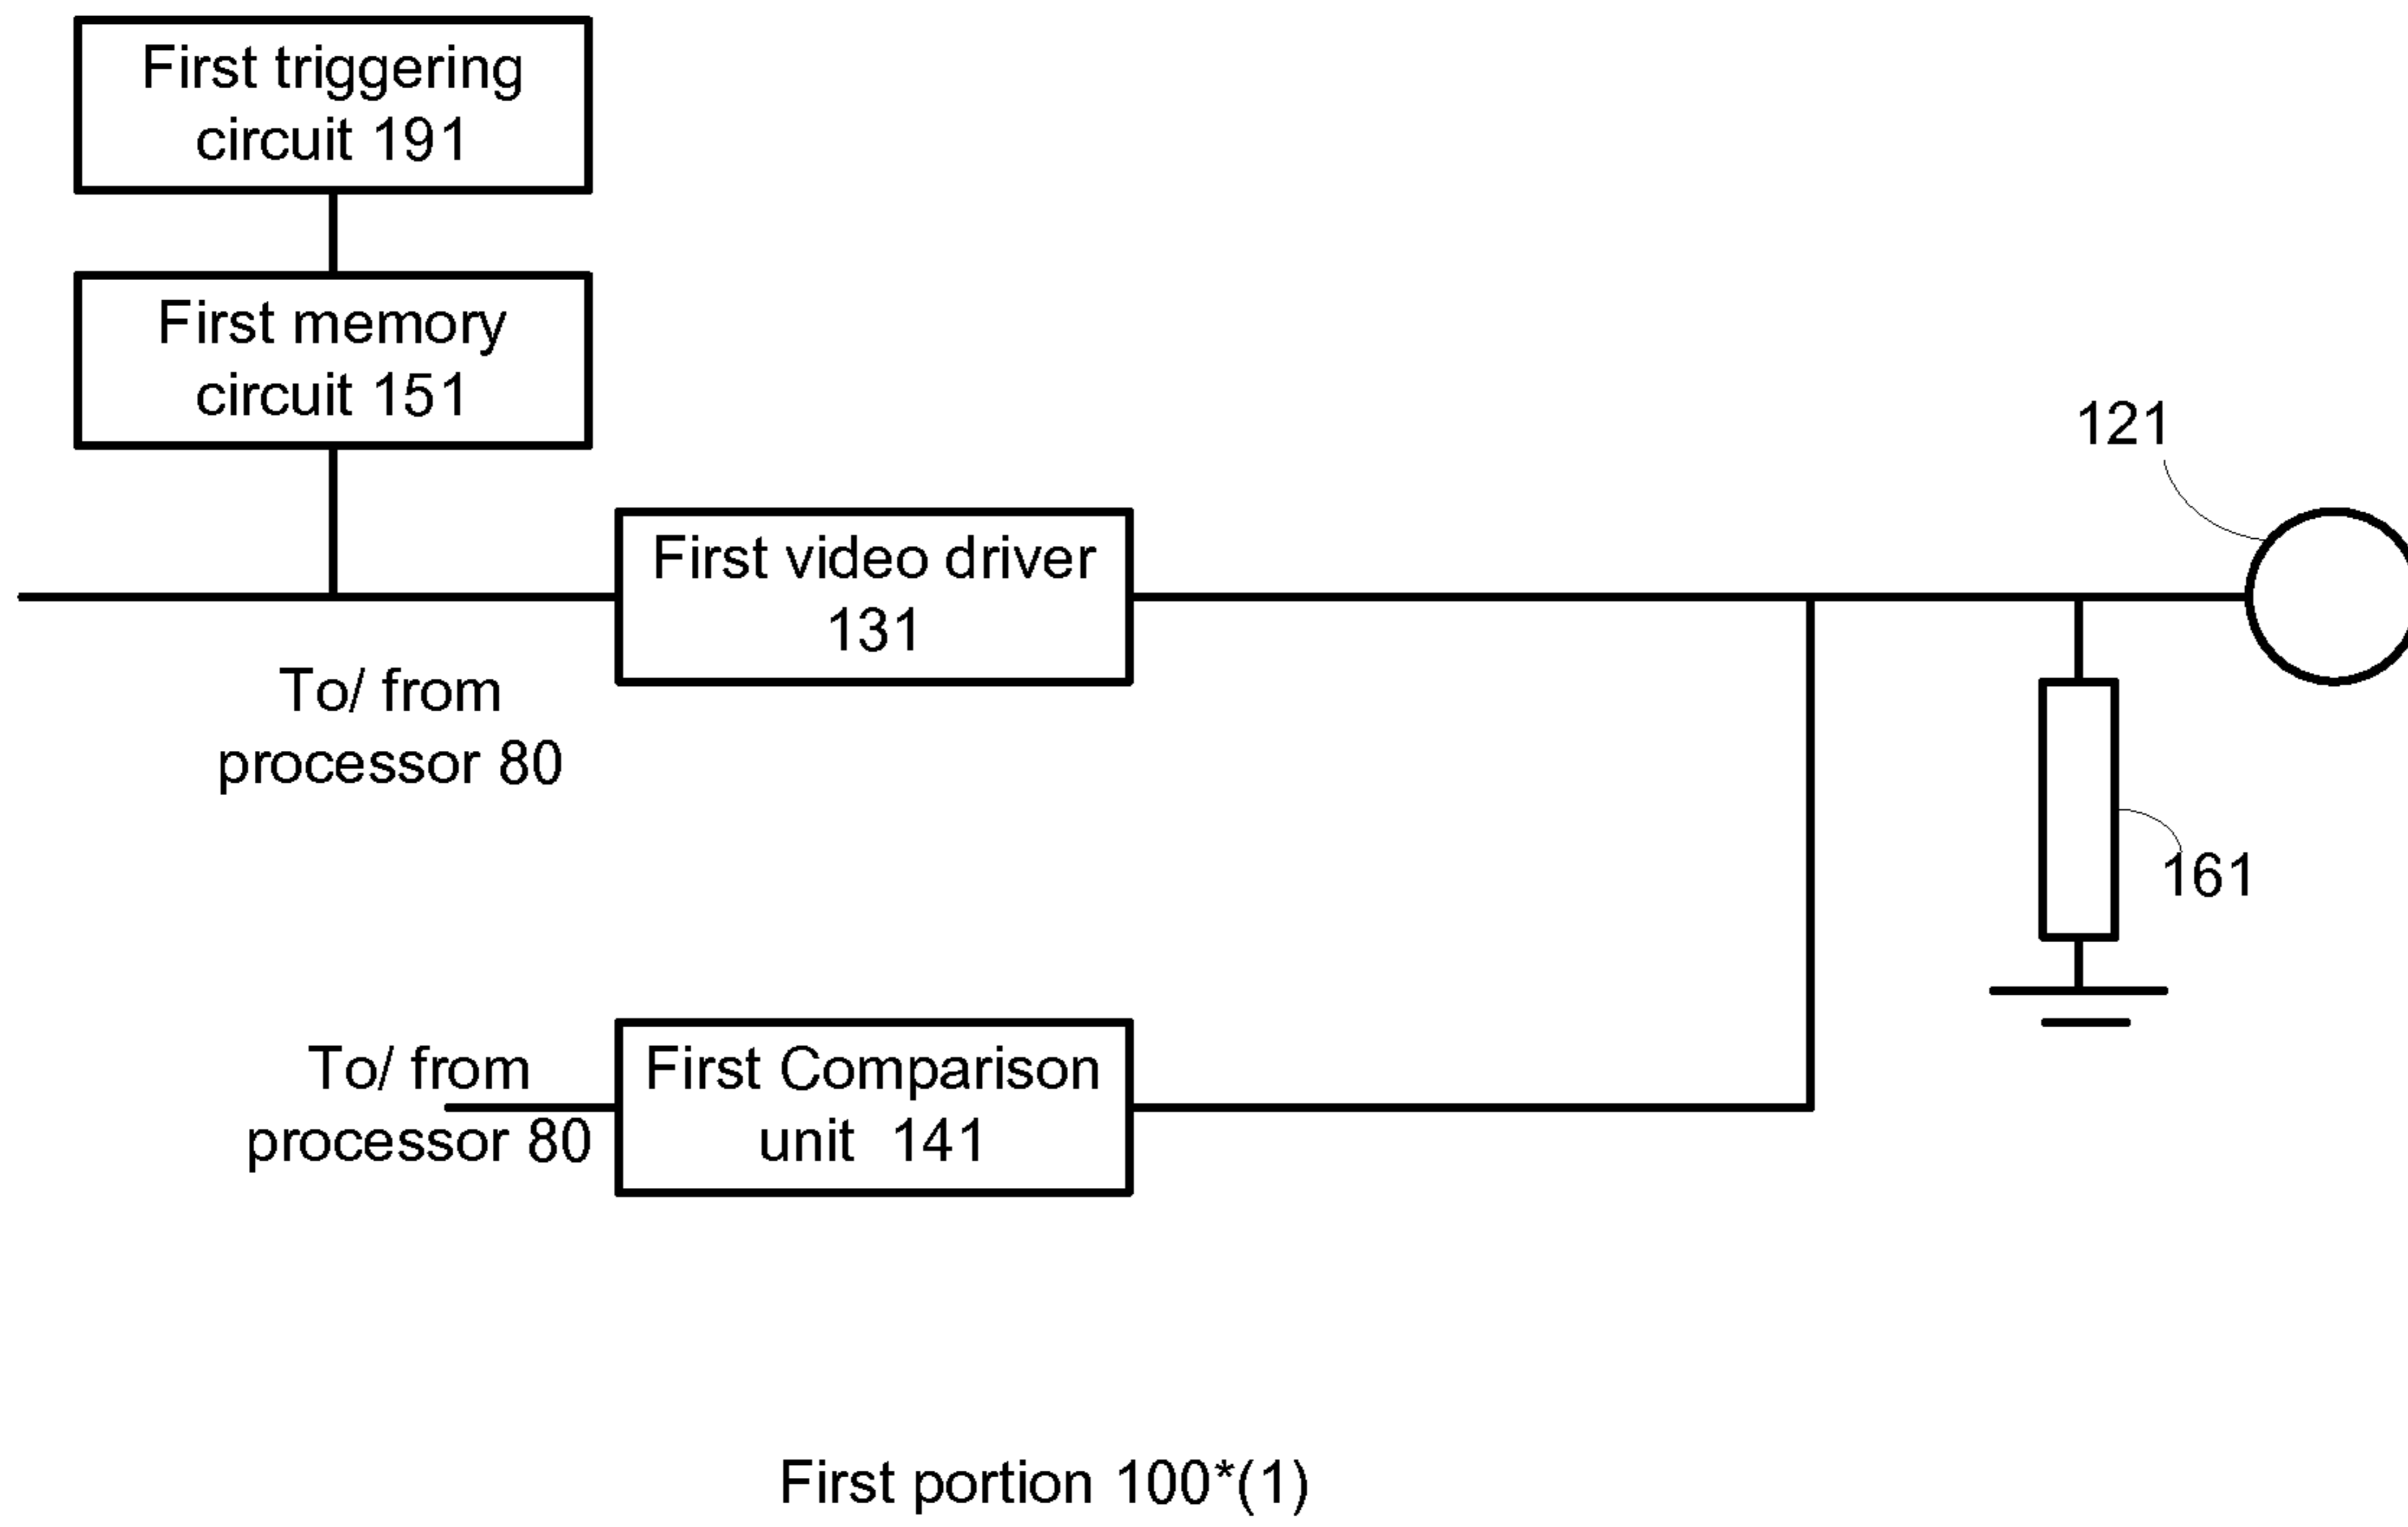 First triggering
circuit 191
First memory
circuit 151
121
First video driver
131
To/ from
processor 80
161
To/ from
processor 80
First Comparison
unit  141
First portion 100*(1)